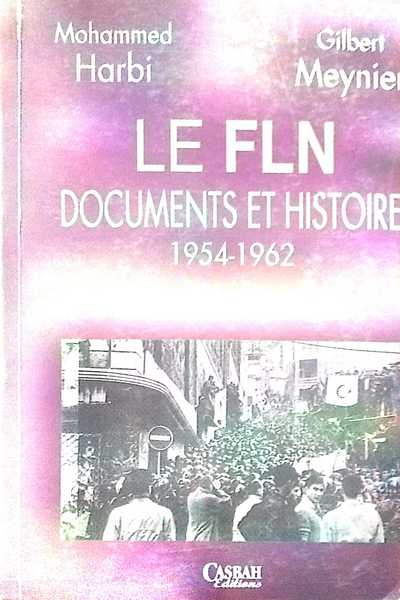 Mohammed
Harbi
Gilbert
Meynier
LE FLN
DOCUMENTS ET HISTOIRE
1954-1962
CASBAH
Editions